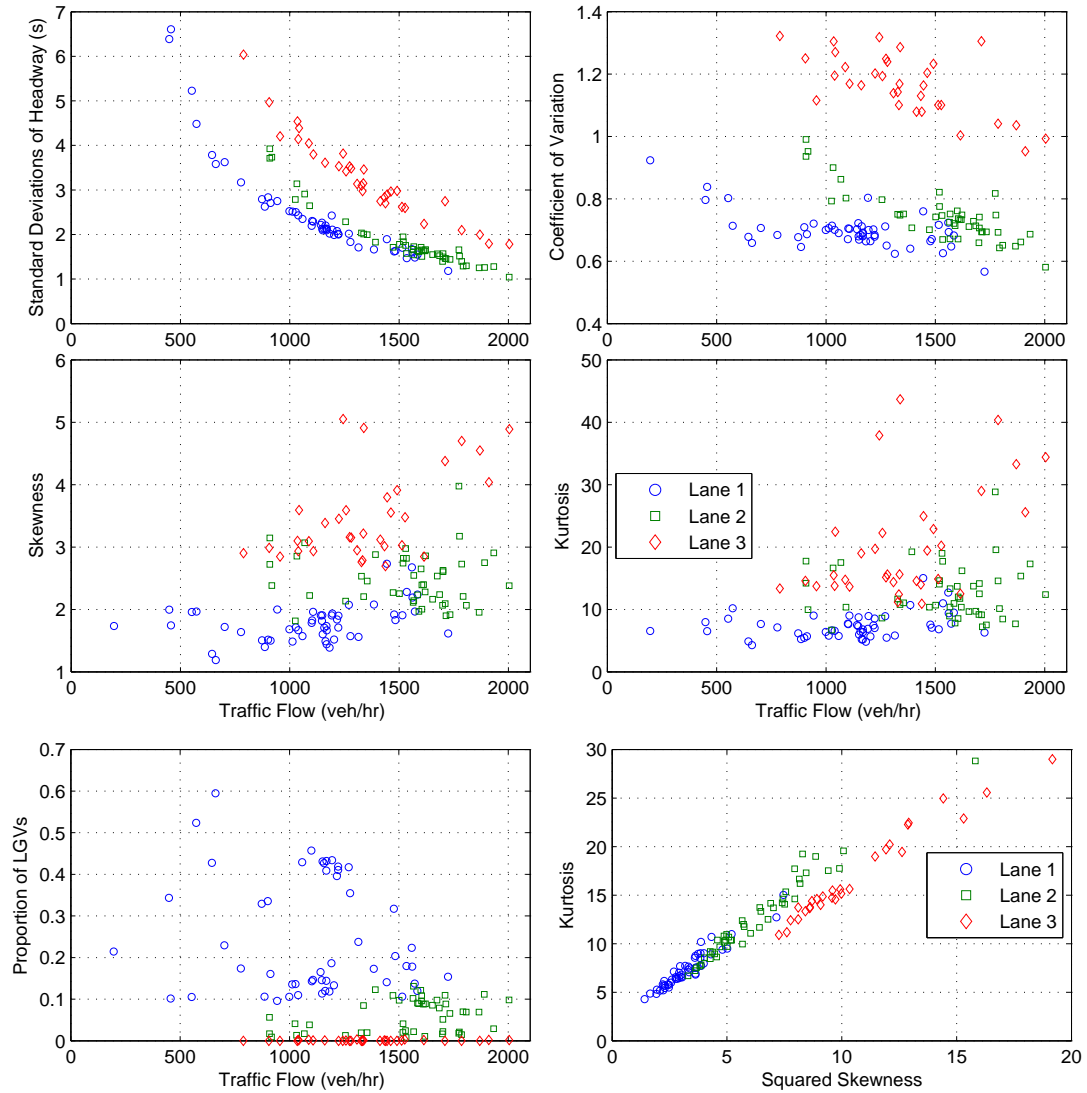 Standard Deviations of Headway (s)
7
6
5
4
3
2
1
0
0 500 1000 1500 2000
Coefficient of Variation
1.4
1.2
1
0.8
0.6
0.4
0 500 1000 1500 2000
Skewness
6
5
4
3
2
1
0 500 1000 1500 2000
Traffic Flow (veh/hr)
Kurtosis
50
40
30
20
10
0
0 500 1000 1500 2000
Traffic Flow (veh/hr)
Lane 1
Lane 2
Lane 3
Proportion of LGVs
0.7
0.6
0.5
0.4
0.3
0.2
0.1
0
0 500 1000 1500 2000
Traffic Flow (veh/hr)
Kurtosis
30
25
20
15
10
5
0
0 5 10 15 20
Squared Skewness
Lane 1
Lane 2
Lane 3